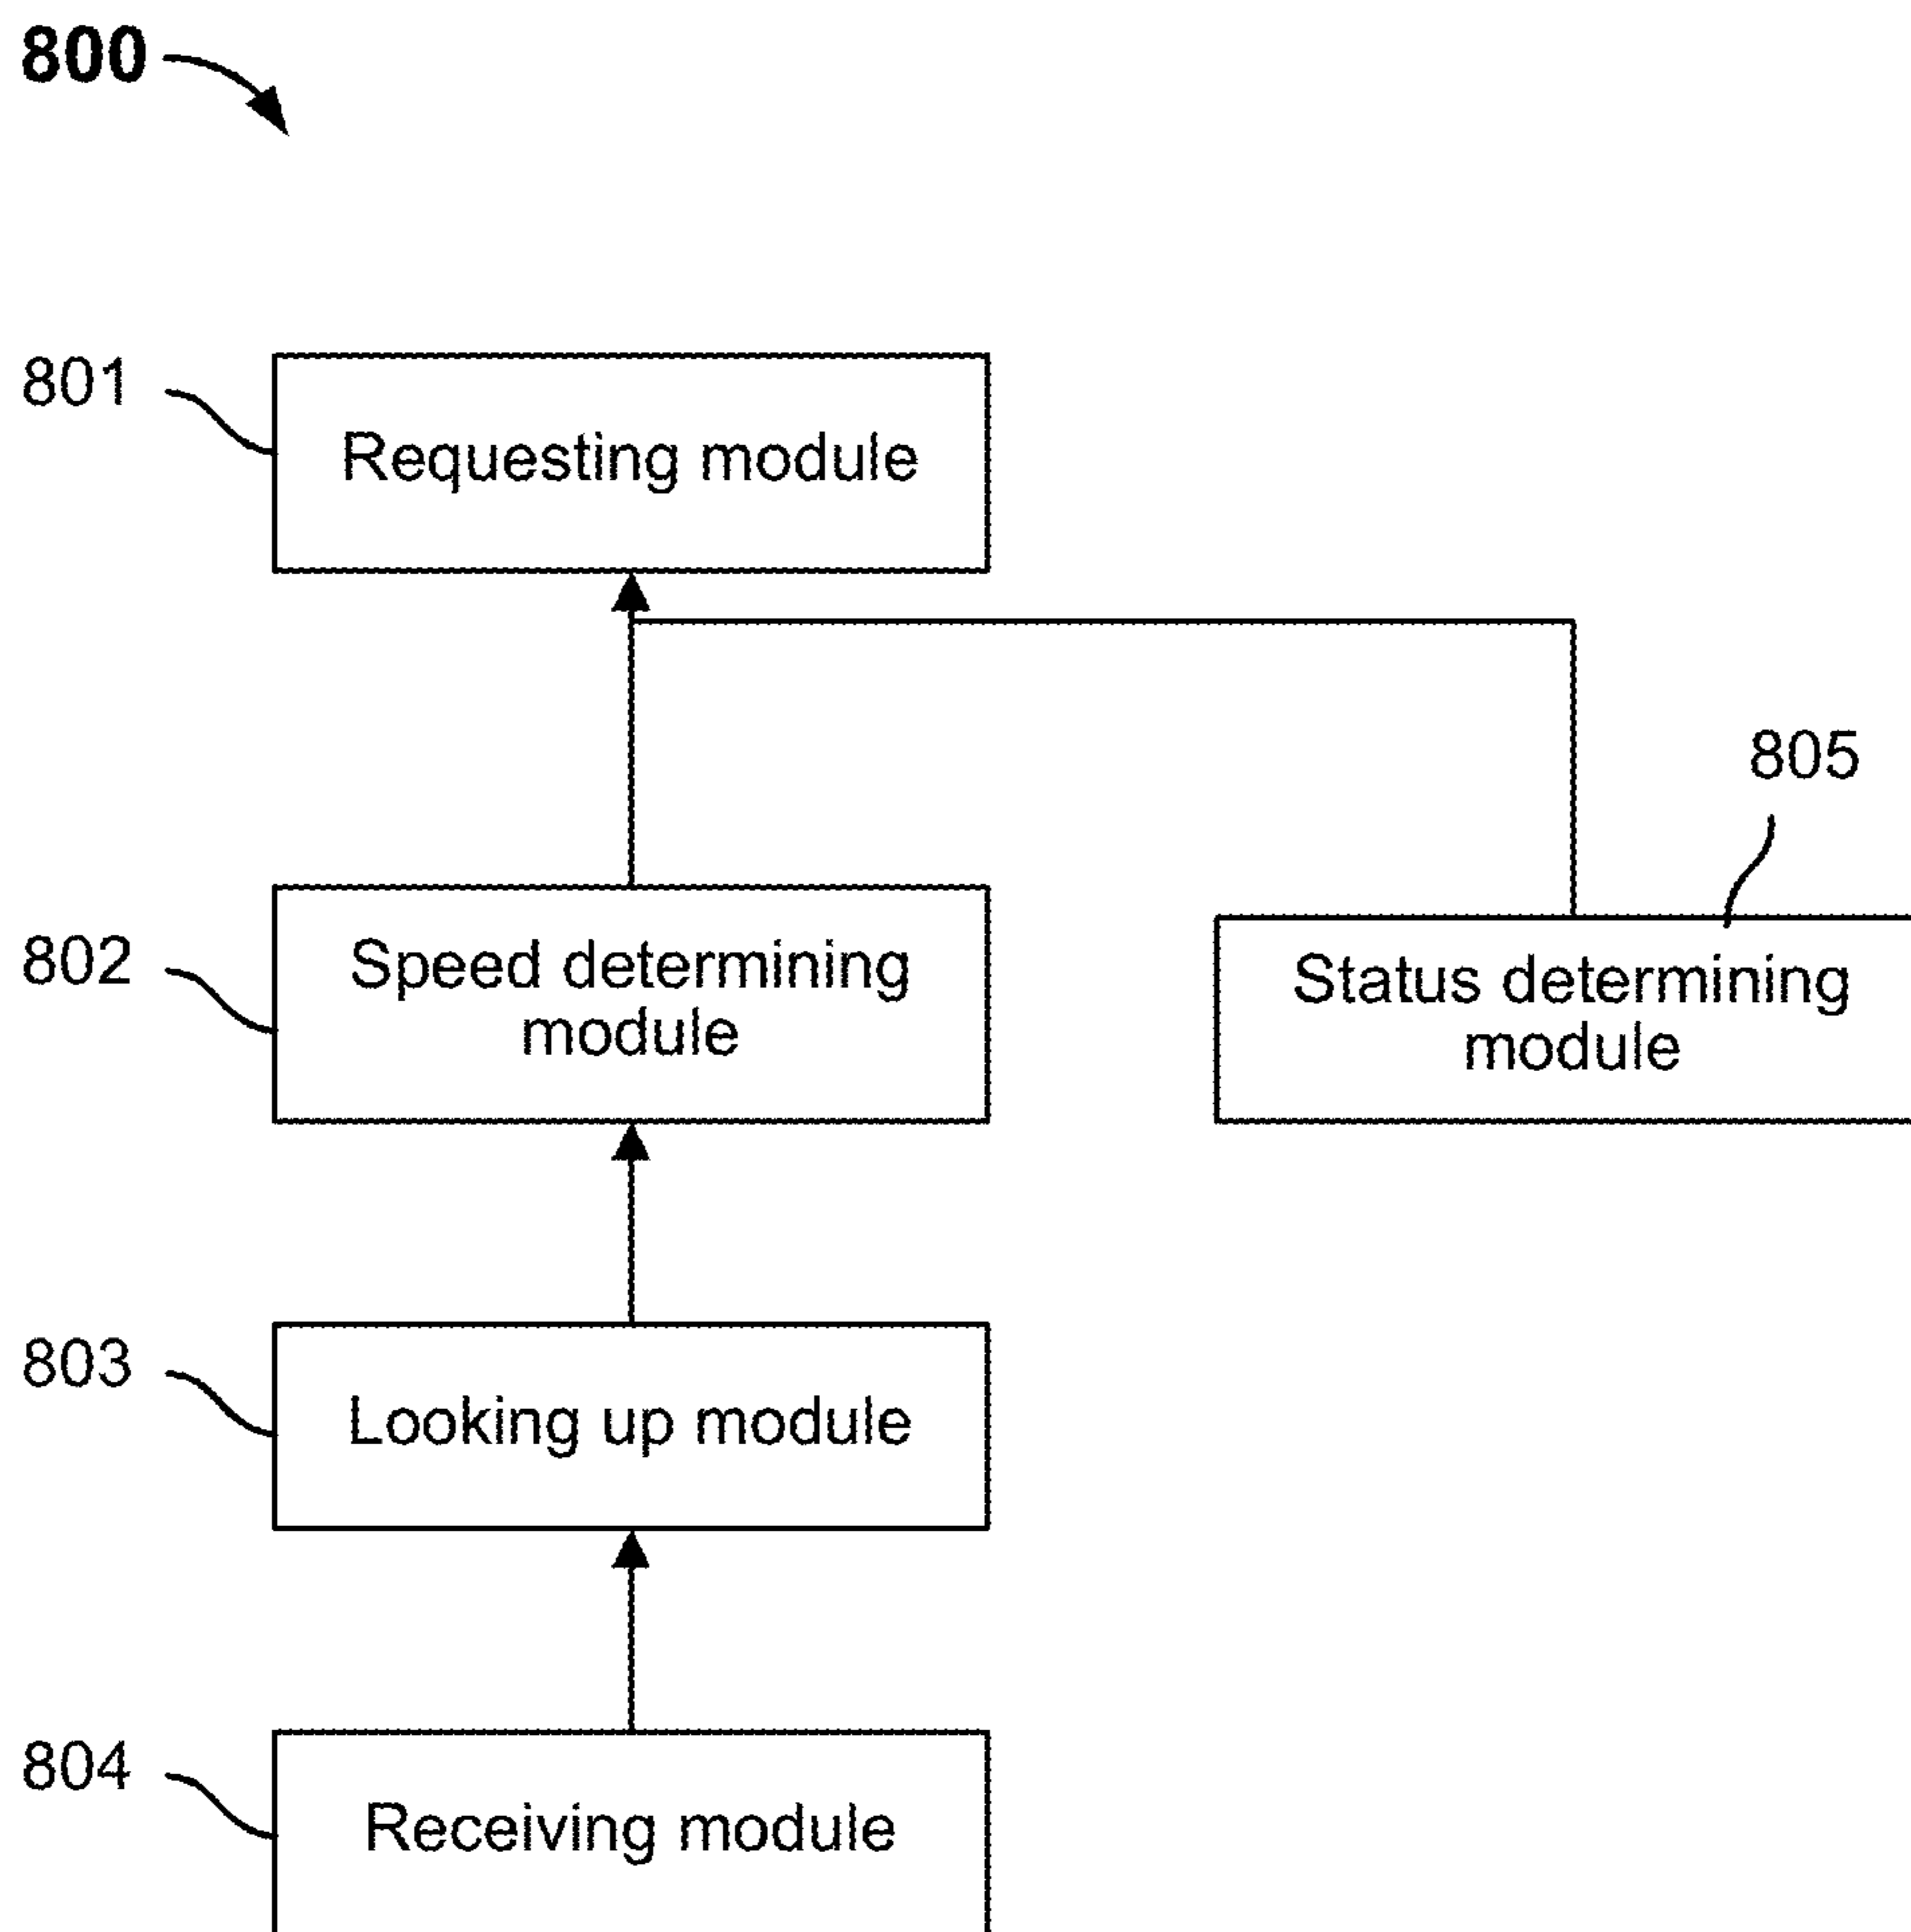 800
801
Requesting module
805
802
Speed determining
module
Status determining
module
803
Looking up module
804
Receiving module